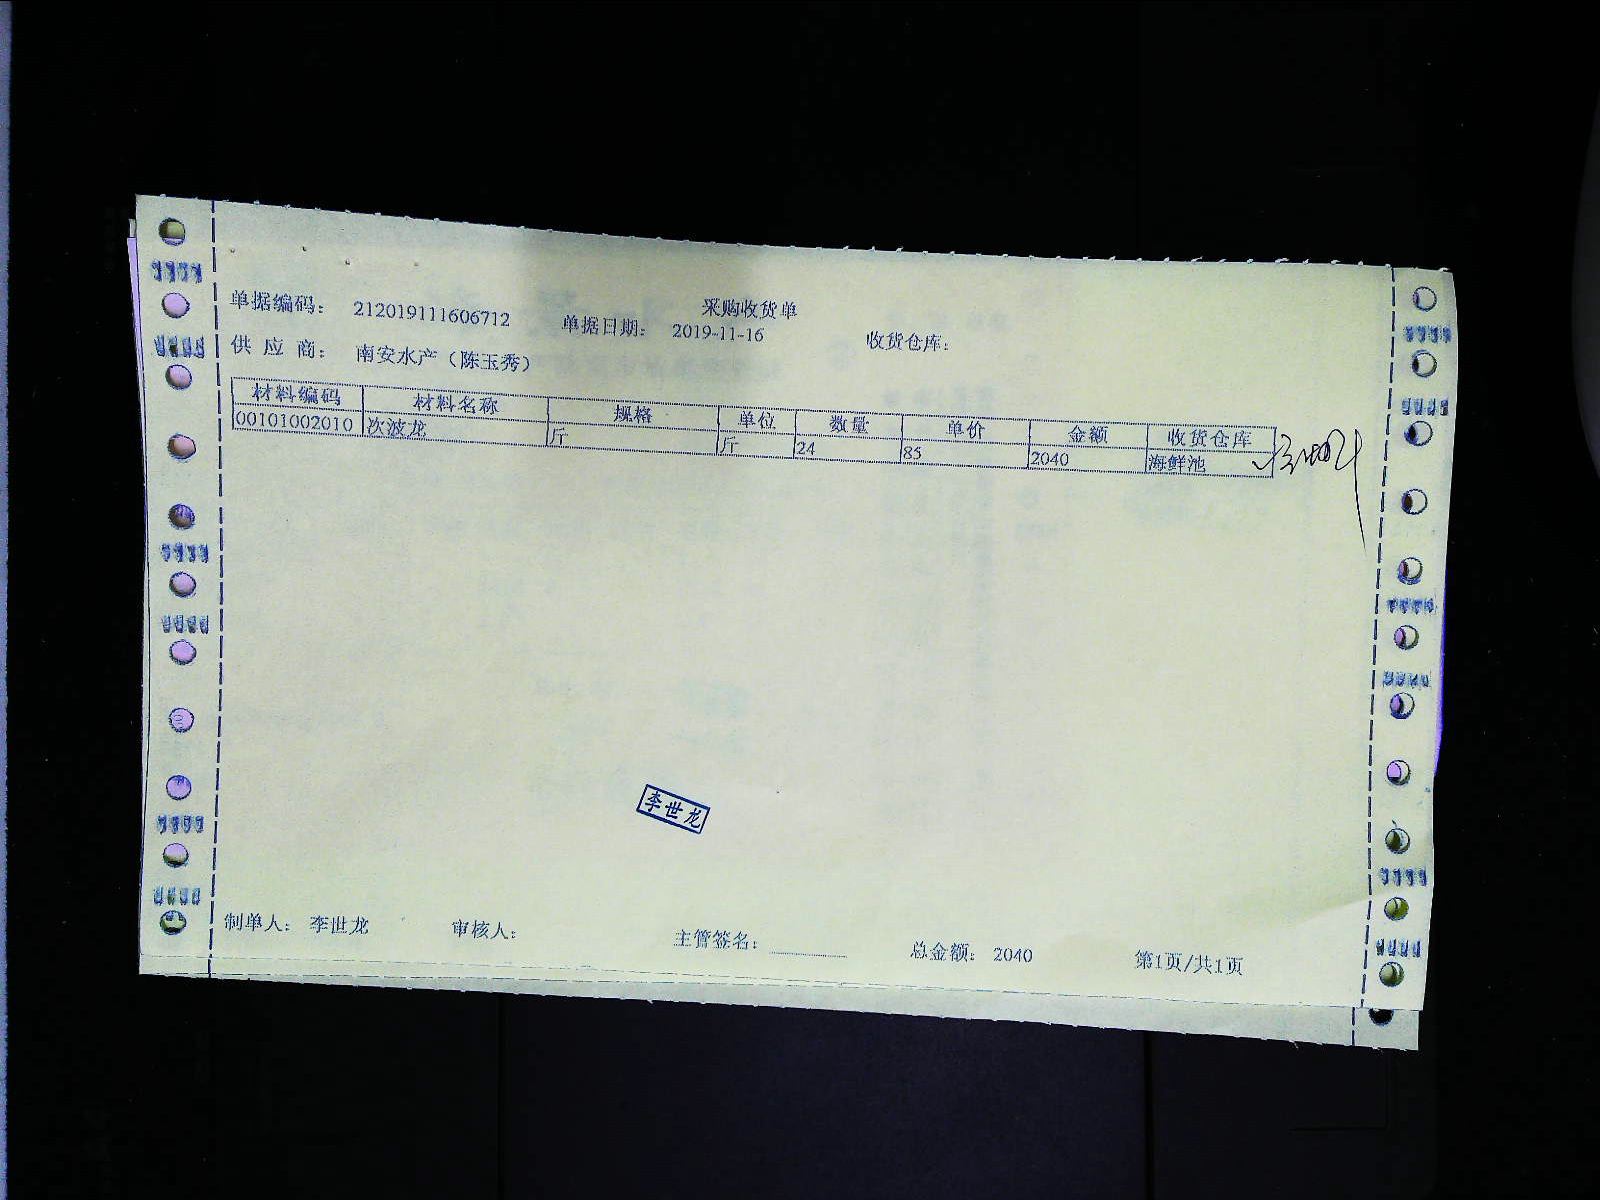 采购收货单
单据编码: 212019111606712 单据日期: 2019-11-16 收货仓库:
供 应 商: 南安水产（陈玉秀）
材料编码 材料名称 规格 单位 数量 单价 金额 收货仓库
00101002010 次波龙 斤 斤 24 85 2040 海鲜池
李世龙
制单人: 李世龙 审核人: 主管签名: 总金额: 2040 第1页/共1页